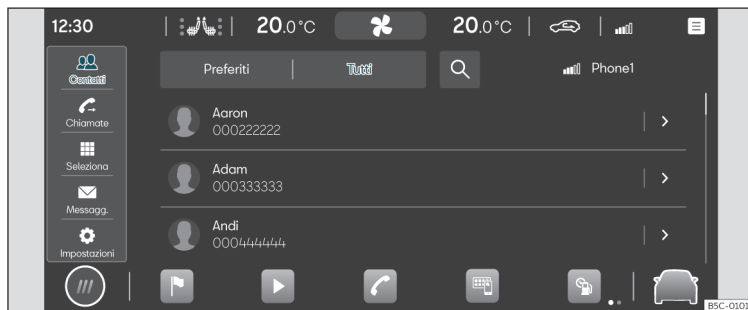 12:30
20.0°C
20.0°C
Contatti
Preferiti
Tutti
Phone1
Chiamate
Aaron
000222222
Seleziona
Adam
000333333
Messagg.
Andi
000444444
Impostazioni
B5C-0101